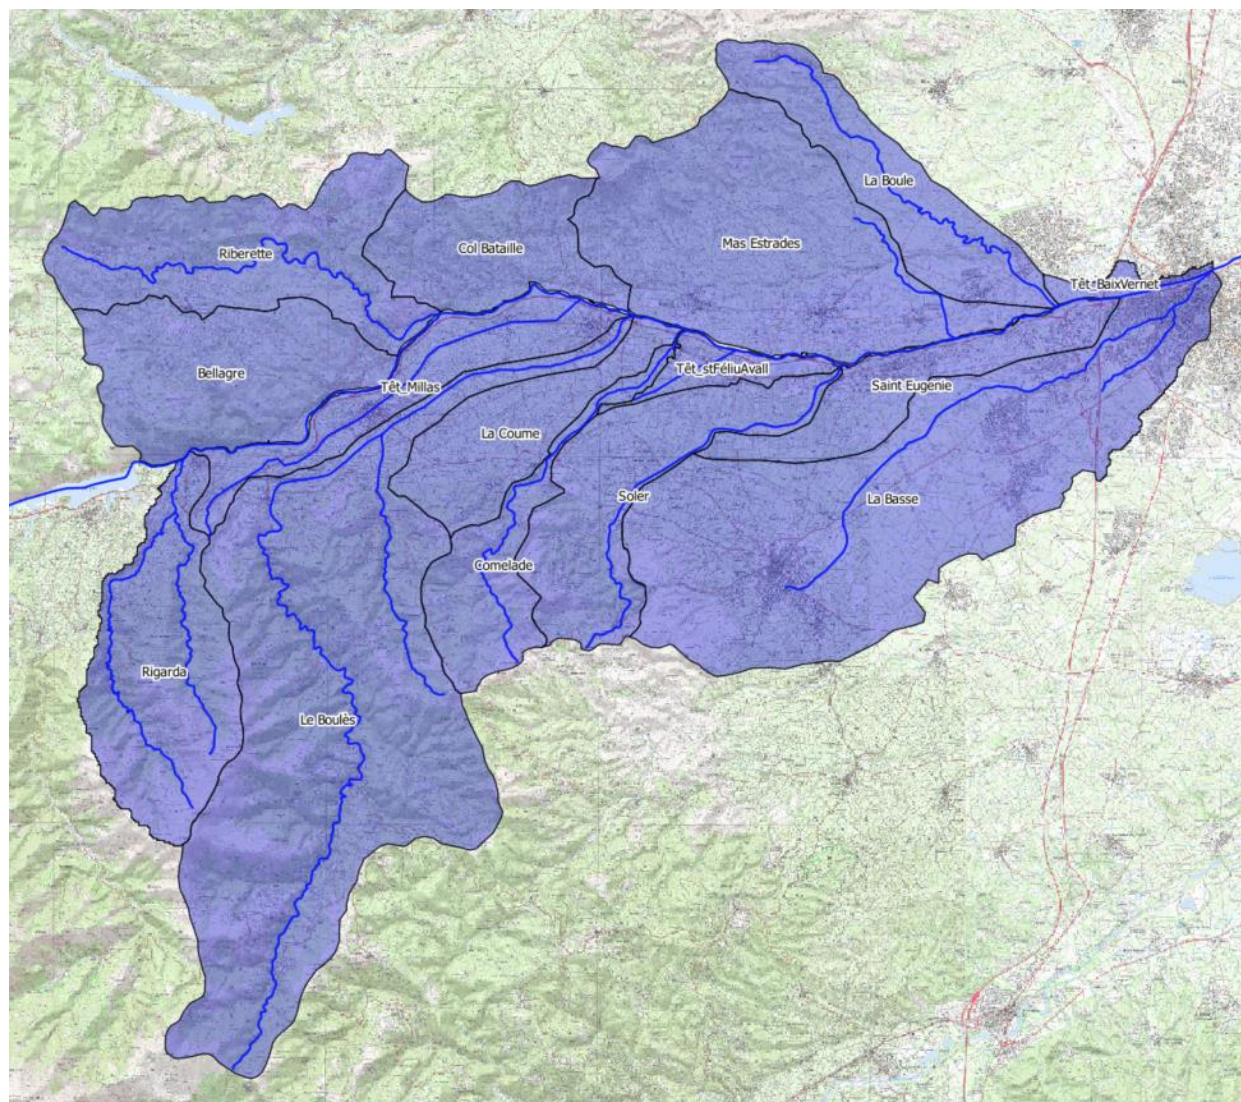 La Boule
Mas Estrades
Col Bataille
Riberette
Têt_BaixVernet
Têt_stFéliuAvall
Bellagre
Têt_Millas
Saint Eugenie
La Coume
Soler
La Basse
Comelade
Rigarda
Le Boulès